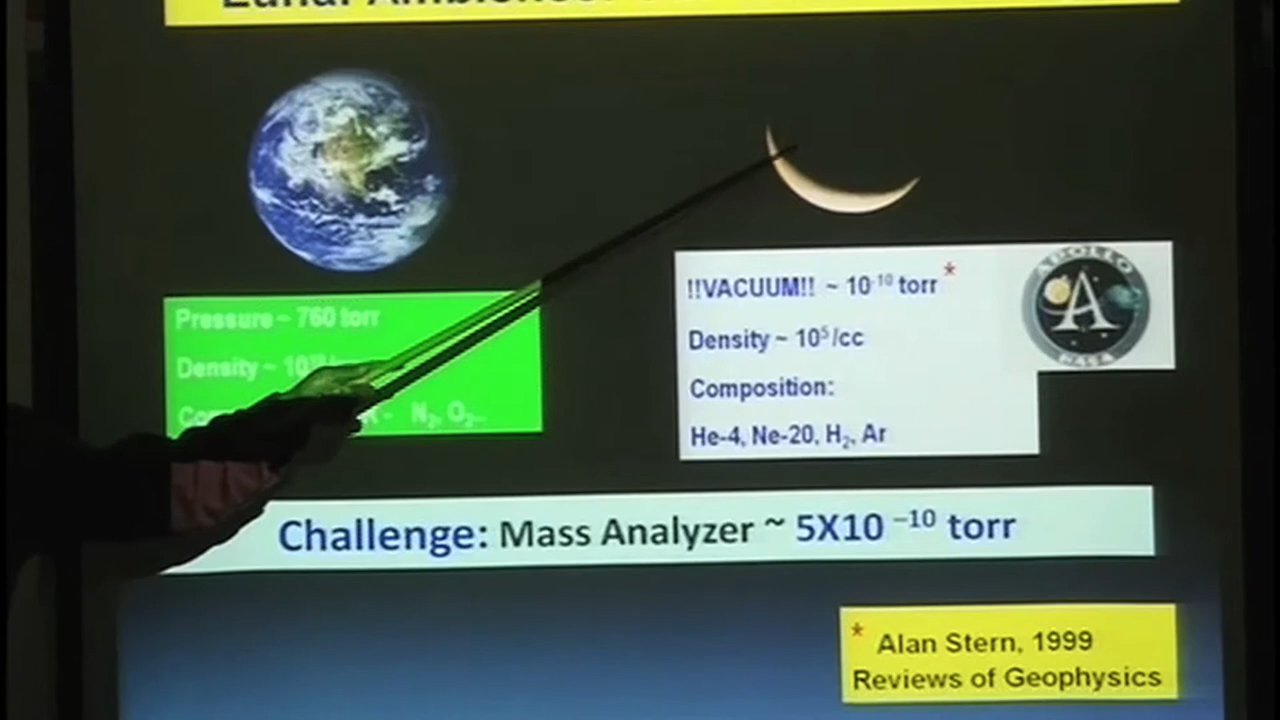 Pressure ~ 760 torr
Density ~ 10
N₂, O₂
!!VACUUM!! ~ 10⁻¹⁰ torr *
Density ~ 10⁵/cc
Composition:
He-4, Ne-20, H₂, Ar
APOLLO
A
NASA
Challenge: Mass Analyzer ~ 5X10 ⁻¹⁰ torr
* Alan Stern, 1999
Reviews of Geophysics